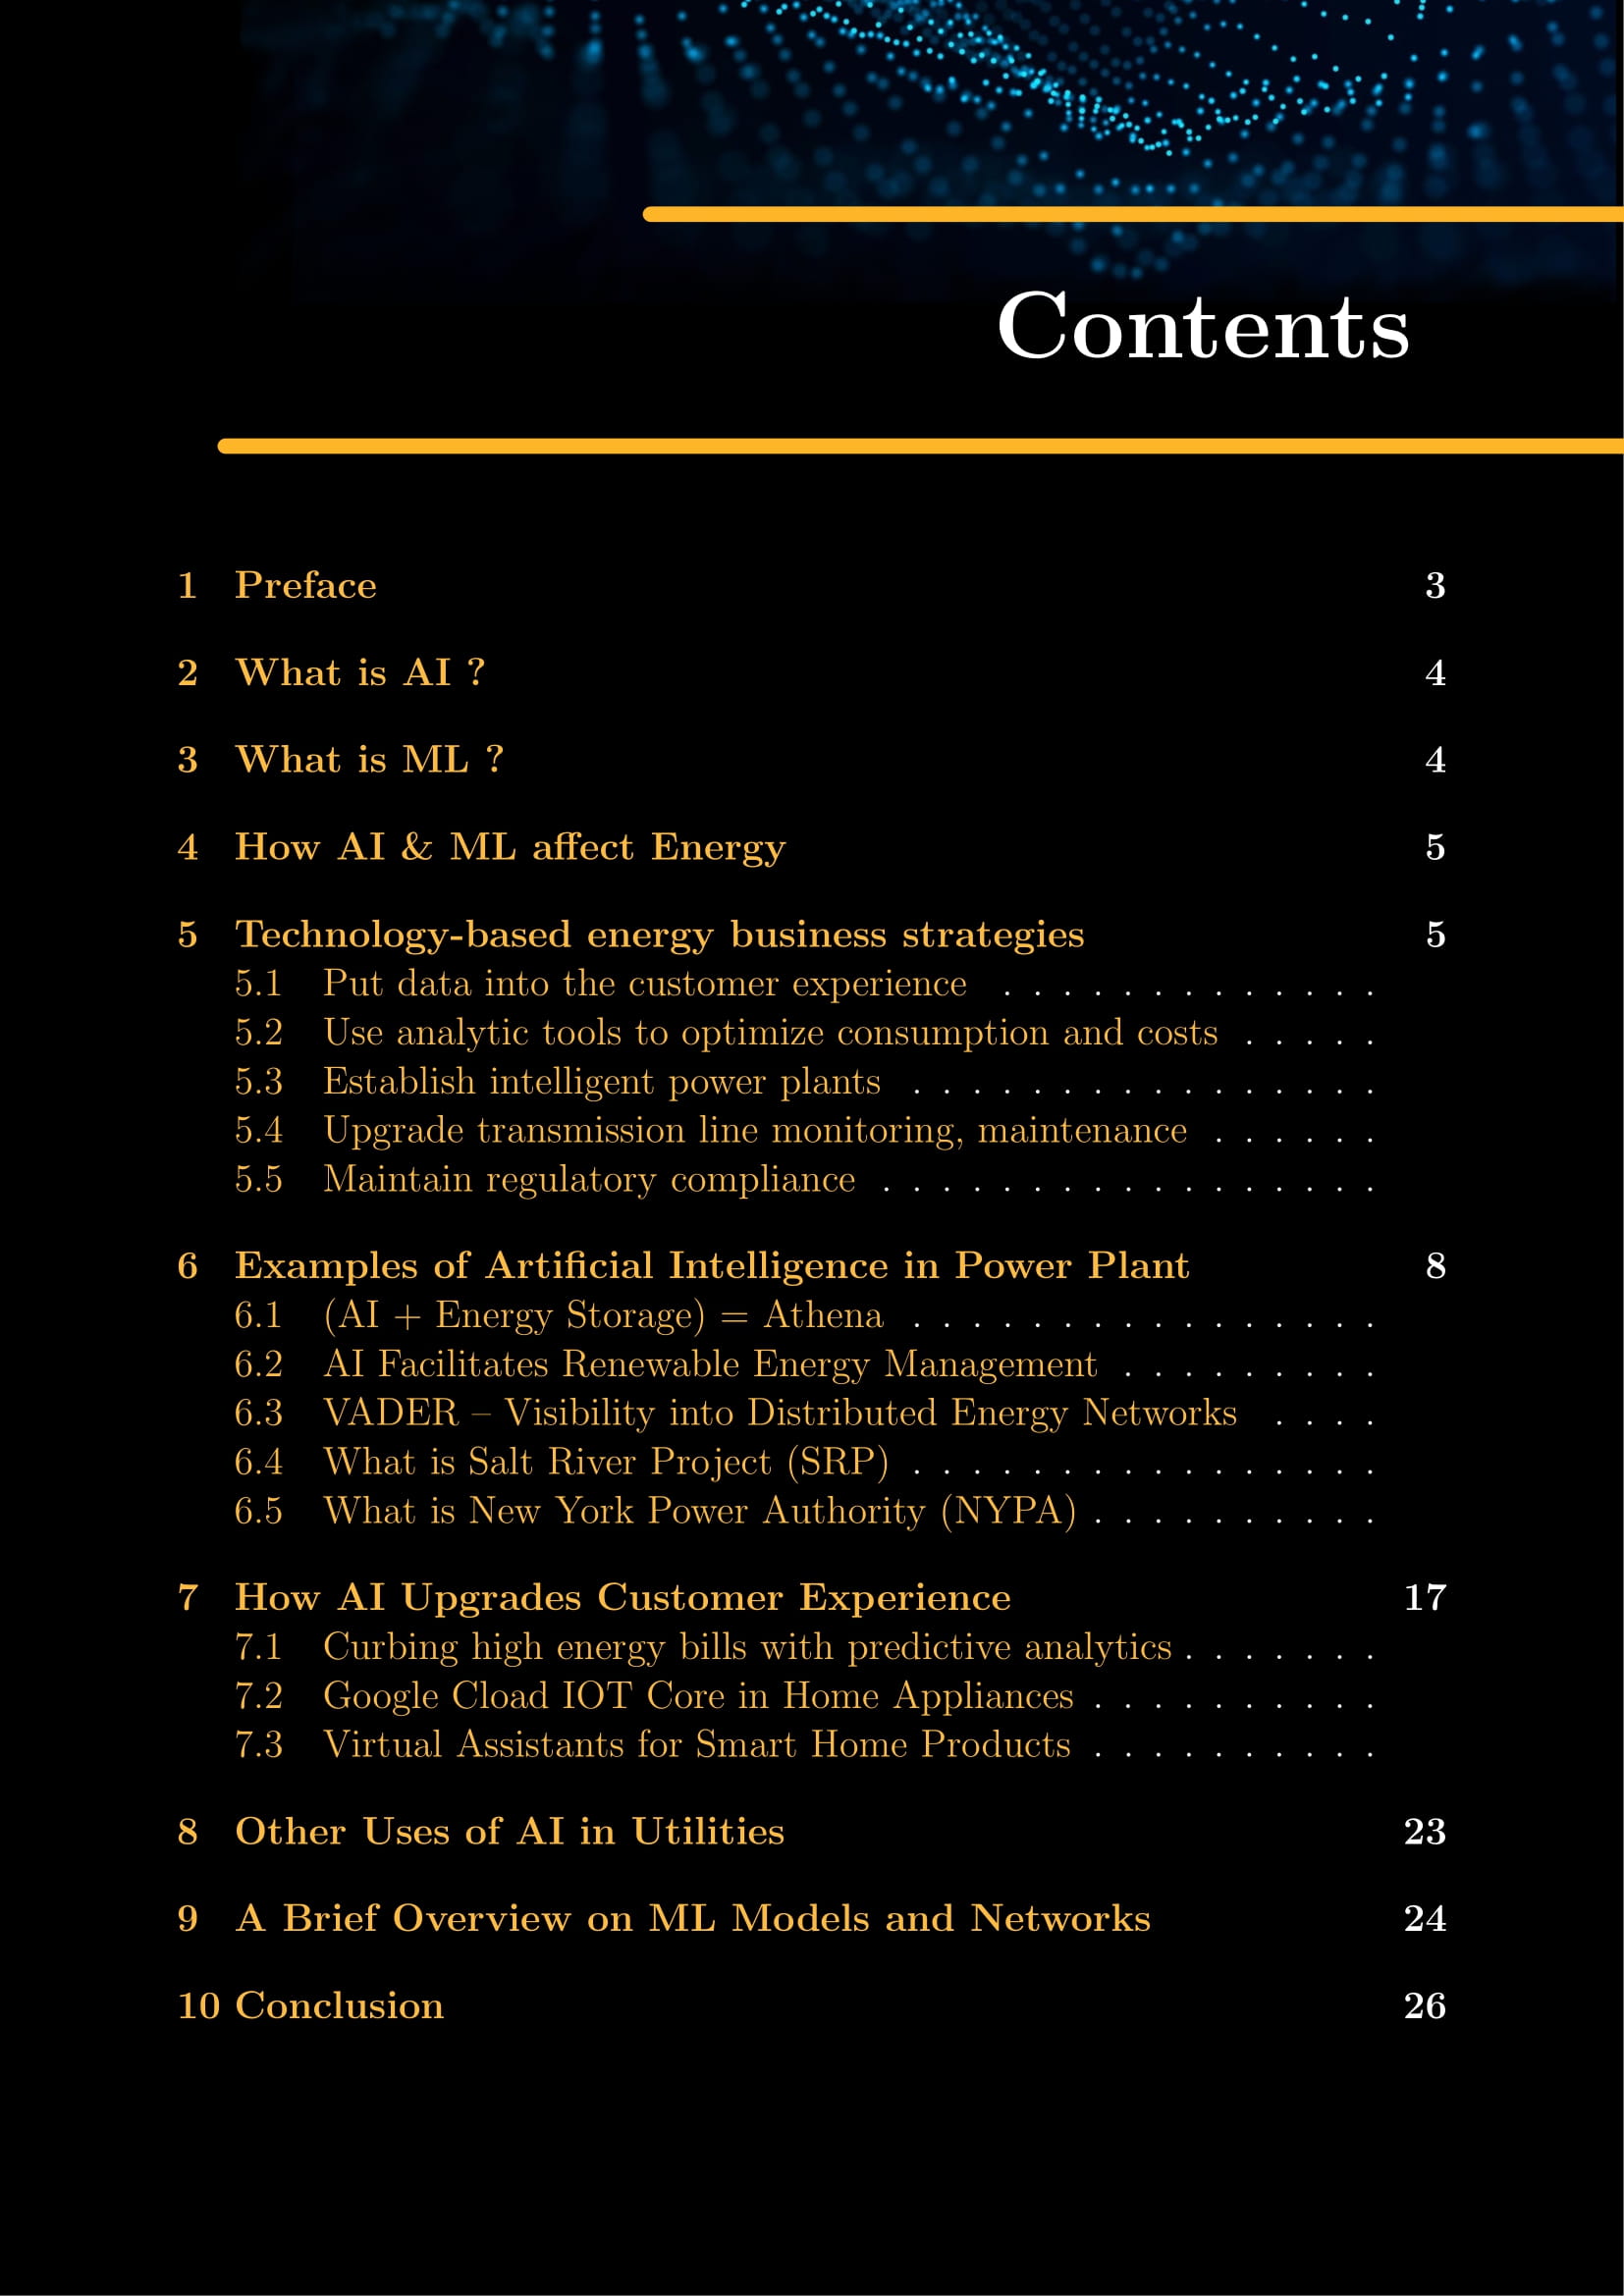 Contents
1 Preface 3
2 What is AI ? 4
3 What is ML ? 4
4 How AI & ML affect Energy 5
5 Technology-based energy business strategies 5
5.1 Put data into the customer experience . . . . . . . . . . . . .
5.2 Use analytic tools to optimize consumption and costs . . . . .
5.3 Establish intelligent power plants . . . . . . . . . . . . . . . .
5.4 Upgrade transmission line monitoring, maintenance . . . . . .
5.5 Maintain regulatory compliance . . . . . . . . . . . . . . . . .
6 Examples of Artificial Intelligence in Power Plant 8
6.1 (AI + Energy Storage) = Athena . . . . . . . . . . . . . . . .
6.2 AI Facilitates Renewable Energy Management . . . . . . . . .
6.3 VADER – Visibility into Distributed Energy Networks . . . .
6.4 What is Salt River Project (SRP) . . . . . . . . . . . . . . . .
6.5 What is New York Power Authority (NYPA) . . . . . . . . . .
7 How AI Upgrades Customer Experience 17
7.1 Curbing high energy bills with predictive analytics . . . . . . .
7.2 Google Cload IOT Core in Home Appliances . . . . . . . . . .
7.3 Virtual Assistants for Smart Home Products . . . . . . . . . .
8 Other Uses of AI in Utilities 23
9 A Brief Overview on ML Models and Networks 24
10 Conclusion 26